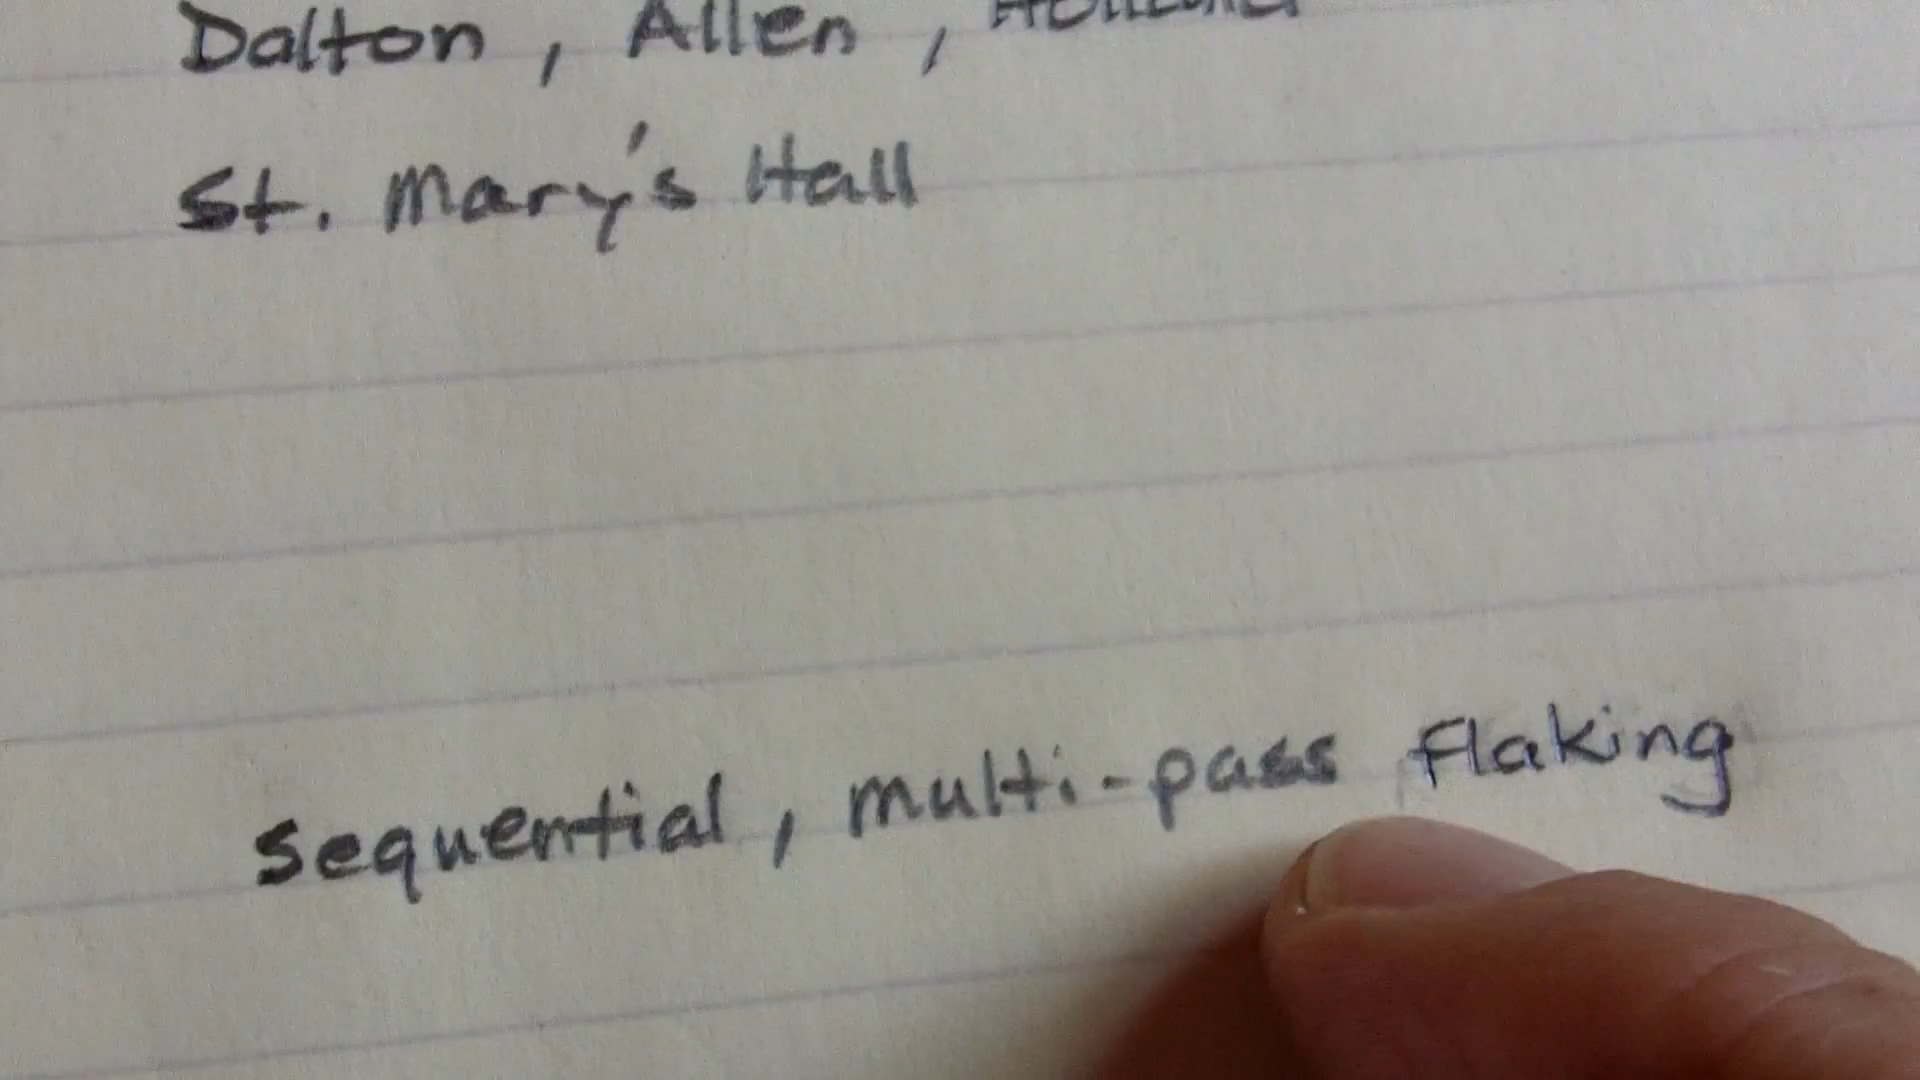 Dalton, Allen,
St. Mary's Hall
sequential, multi-pass flaking